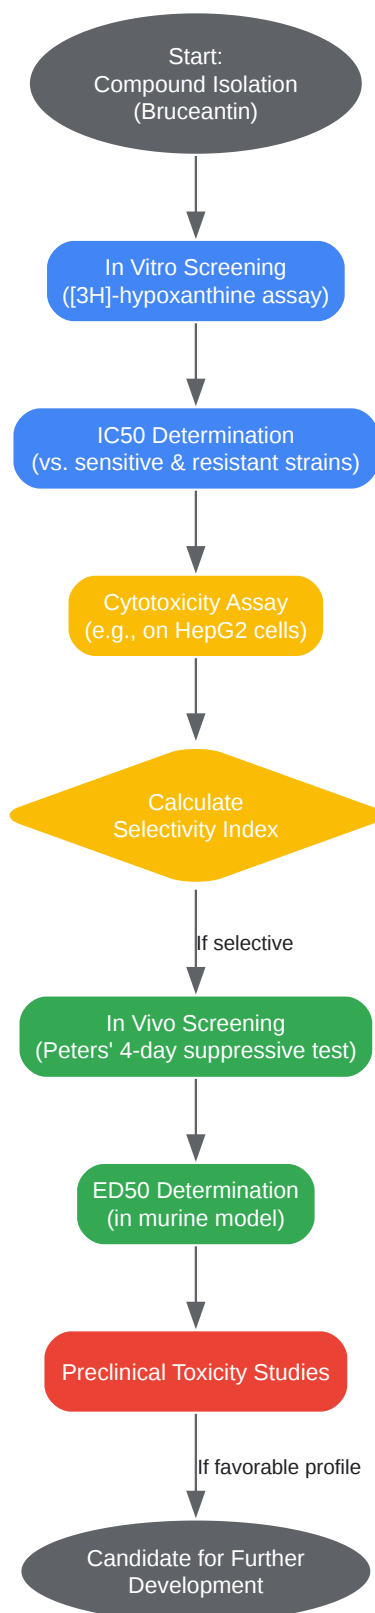 Start:
Compound Isolation
(Bruceantin)
In Vitro Screening
([3H]-hypoxanthine assay)
IC50 Determination
(vs. sensitive & resistant strains)
Cytotoxicity Assay
(e.g., on HepG2 cells)
Calculate
Selectivity Index
If selective
In Vivo Screening
(Peters' 4-day suppressive test)
ED50 Determination
(in murine model)
Preclinical Toxicity Studies
If favorable profile
Candidate for Further
Development